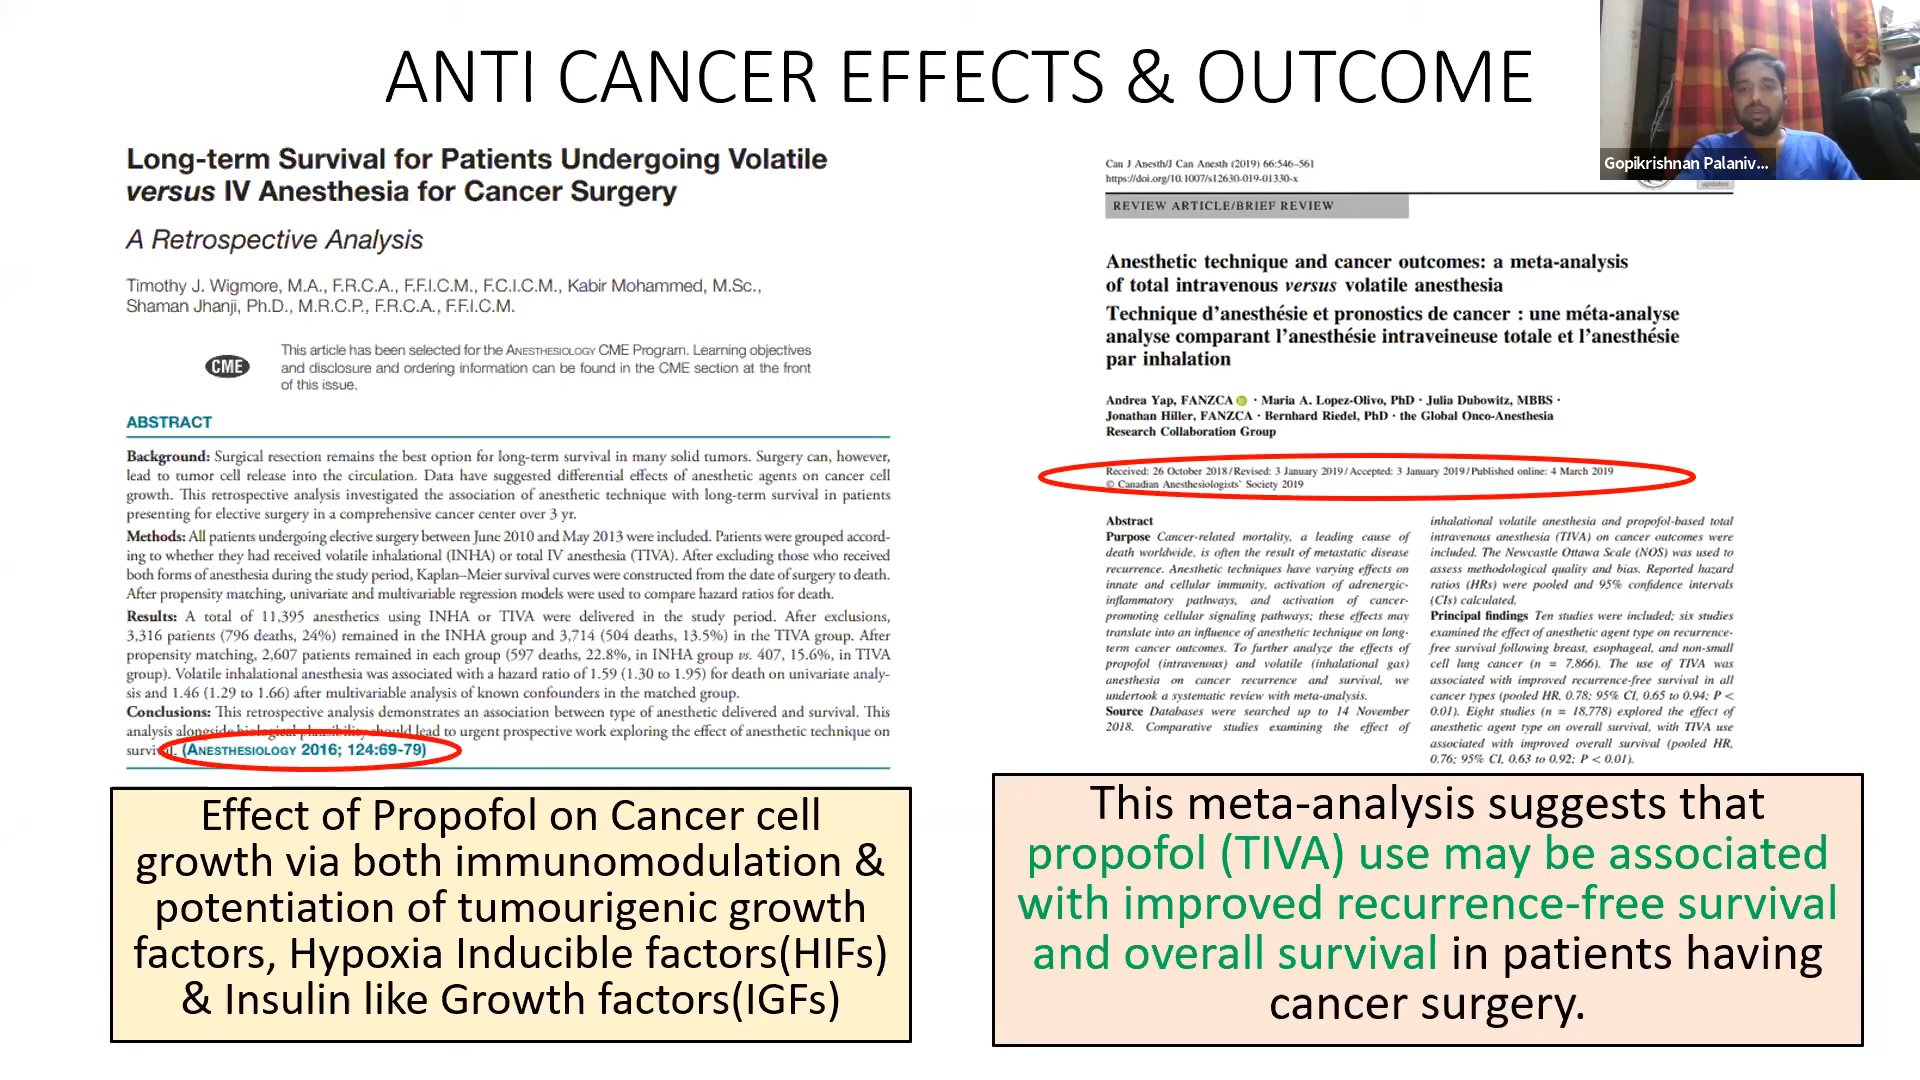 ANTI CANCER EFFECTS & OUTCOME
Long-term Survival for Patients Undergoing Volatile
versus IV Anesthesia for Cancer Surgery
A Retrospective Analysis
Timothy J. Wigmore, M.A., F.R.C.A., F.F.I.C.M., F.C.I.C.M., Kabir Mohammed, M.Sc.,
Shaman Jhanji, Ph.D., M.R.C.P., F.R.C.A., F.F.I.C.M.
CME
This article has been selected for the ANESTHESIOLOGY CME Program. Learning objectives
and disclosure and ordering information can be found in the CME section at the front
of this issue.
ABSTRACT
Background: Surgical resection remains the best option for long-term survival in many solid tumors. Surgery can, however,
lead to tumor cell release into the circulation. Data have suggested differential effects of anesthetic agents on cancer cell
growth. This retrospective analysis investigated the association of anesthetic technique with long-term survival in patients
presenting for elective surgery in a comprehensive cancer center over 3 yr.
Methods: All patients undergoing elective surgery between June 2010 and May 2013 were included. Patients were grouped accord-
ing to whether they had received volatile inhalational (INHA) or total IV anesthesia (TIVA). After excluding those who received
both forms of anesthesia during the study period, Kaplan–Meier survival curves were constructed from the date of surgery to death.
After propensity matching, univariate and multivariable regression models were used to compare hazard ratios for death.
Results: A total of 11,395 anesthetics using INHA or TIVA were delivered in the study period. After exclusions,
3,316 patients (796 deaths, 24%) remained in the INHA group and 3,714 (504 deaths, 13.5%) in the TIVA group. After
propensity matching, 2,607 patients remained in each group (597 deaths, 22.8%, in INHA group vs. 407, 15.6%, in TIVA
group). Volatile inhalational anesthesia was associated with a hazard ratio of 1.59 (1.30 to 1.95) for death on univariate analy-
sis and 1.46 (1.29 to 1.66) after multivariable analysis of known confounders in the matched group.
Conclusions: This retrospective analysis demonstrates an association between type of anesthetic delivered and survival. This
analysis alongside biological plausibility should lead to urgent prospective work exploring the effect of anesthetic technique on
survival. (ANESTHESIOLOGY 2016; 124:69-79)
Effect of Propofol on Cancer cell
growth via both immunomodulation &
potentiation of tumourigenic growth
factors, Hypoxia Inducible factors(HIFs)
& Insulin like Growth factors(IGFs)
Gopikrishnan Palaniv...
Can J Anesth/J Can Anesth (2019) 66:546–561
https://doi.org/10.1007/s12630-019-01330-x
updates
REVIEW ARTICLE/BRIEF REVIEW
Anesthetic technique and cancer outcomes: a meta-analysis
of total intravenous versus volatile anesthesia
Technique d'anesthésie et pronostics de cancer : une méta-analyse
analyse comparant l'anesthésie intraveineuse totale et l'anesthésie
par inhalation
Andrea Yap, FANZCA · Maria A. Lopez-Olivo, PhD · Julia Dubowitz, MBBS ·
Jonathan Hiller, FANZCA · Bernhard Riedel, PhD · the Global Onco-Anesthesia
Research Collaboration Group
Received: 26 October 2018 / Revised: 3 January 2019 / Accepted: 3 January 2019 / Published online: 4 March 2019
© Canadian Anesthesiologists' Society 2019
Abstract
Purpose Cancer-related mortality, a leading cause of
death worldwide, is often the result of metastatic disease
recurrence. Anesthetic techniques have varying effects on
innate and cellular immunity, activation of adrenergic-
inflammatory pathways, and activation of cancer-
promoting cellular signaling pathways; these effects may
translate into an influence of anesthetic technique on long-
term cancer outcomes. To further analyze the effects of
propofol (intravenous) and volatile (inhalational gas)
anesthesia on cancer recurrence and survival, we
undertook a systematic review with meta-analysis.
Source Databases were searched up to 14 November
2018. Comparative studies examining the effect of
inhalational volatile anesthesia and propofol-based total
intravenous anesthesia (TIVA) on cancer outcomes were
included. The Newcastle Ottawa Scale (NOS) was used to
assess methodological quality and bias. Reported hazard
ratios (HRs) were pooled and 95% confidence intervals
(CIs) calculated.
Principal findings Ten studies were included; six studies
examined the effect of anesthetic agent type on recurrence-
free survival following breast, esophageal, and non-small
cell lung cancer (n = 7,866). The use of TIVA was
associated with improved recurrence-free survival in all
cancer types (pooled HR, 0.78; 95% CI, 0.65 to 0.94; P <
0.01). Eight studies (n = 18,778) explored the effect of
anesthetic agent type on overall survival, with TIVA use
associated with improved overall survival (pooled HR,
0.76; 95% CI, 0.63 to 0.92; P < 0.01).
This meta-analysis suggests that
propofol (TIVA) use may be associated
with improved recurrence-free survival
and overall survival in patients having
cancer surgery.